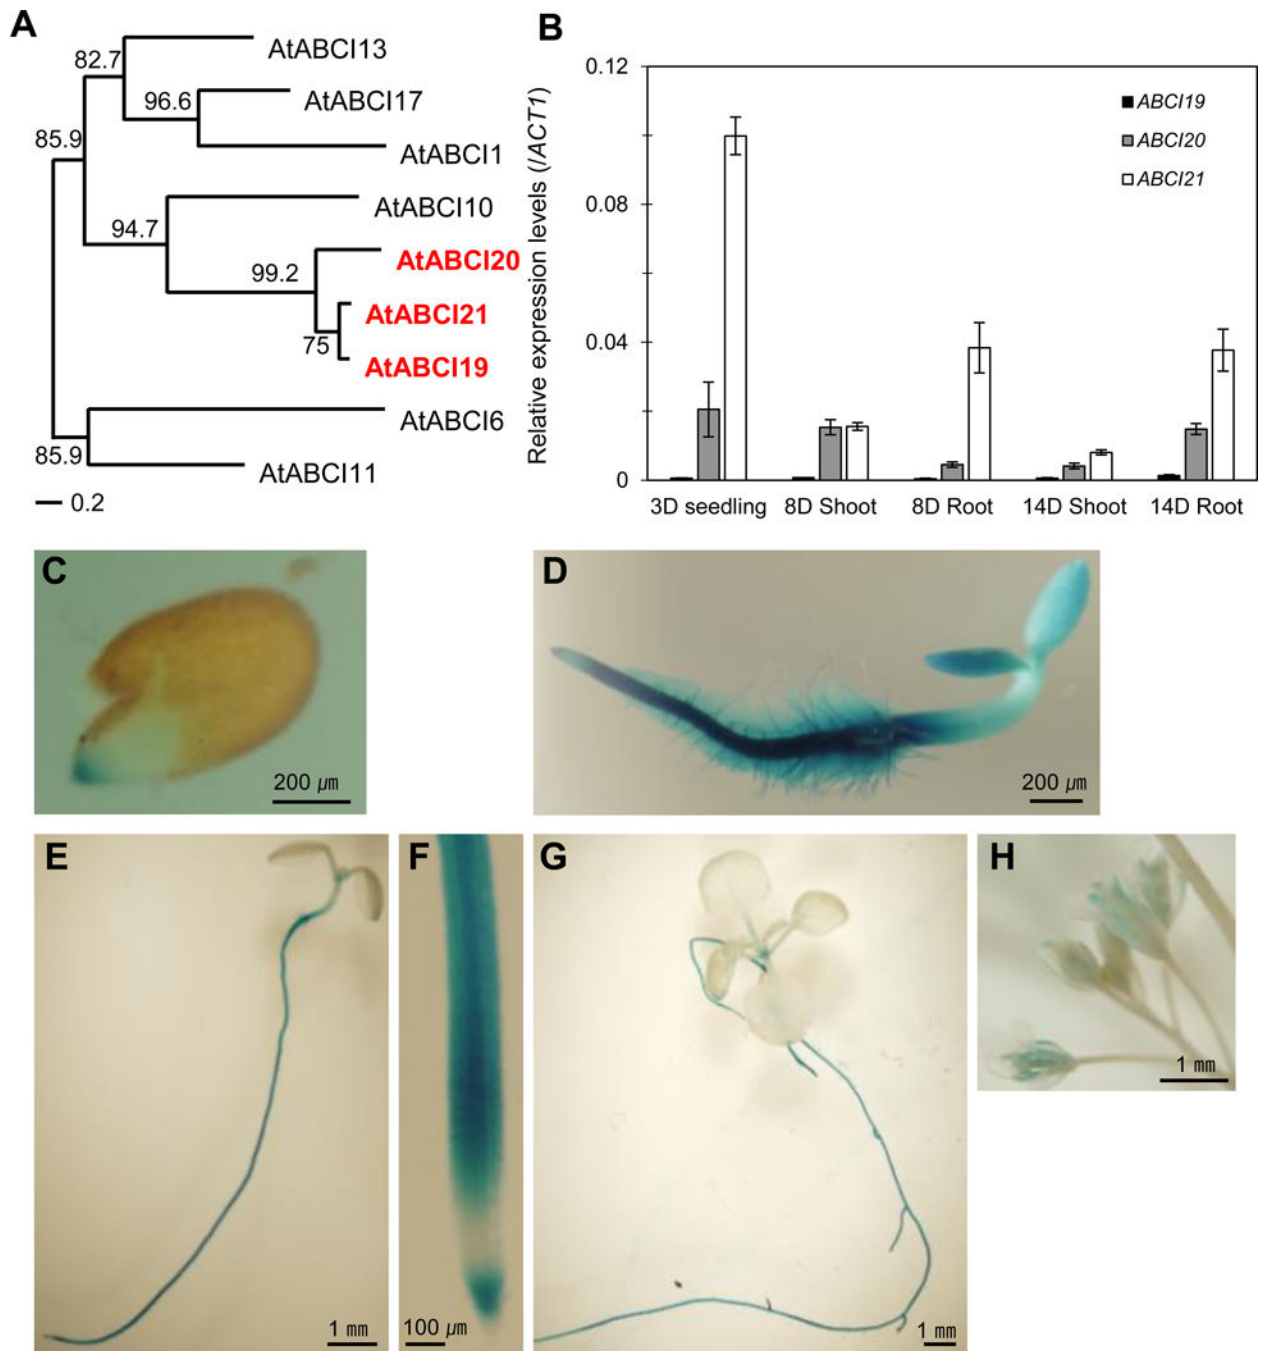 A
82.7
AtABCI13
96.6
AtABCI17
85.9
AtABCI1
AtABCI10
94.7
AtABCI20
99.2
AtABCI21
75
AtABCI19
AtABCI6
85.9
AtABCI11
0.2
B
Relative expression levels (/ACT1)
0.12
0.08
0.04
0
ABCI19
ABCI20
ABCI21
3D seedling 8D Shoot 8D Root 14D Shoot 14D Root
C
200 μm
D
200 μm
E
1 mm
F
100 μm
G
1 mm
H
1 mm